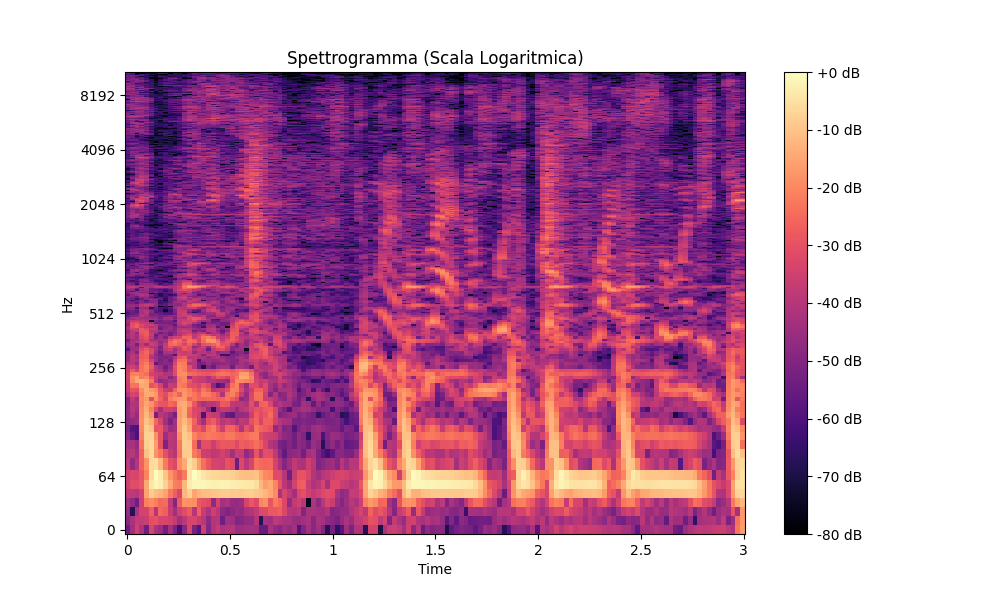 Spettrogramma (Scala Logaritmica)
Hz
8192
4096
2048
1024
512
256
128
64
0
0 0.5 1 1.5 2 2.5 3
Time
+0 dB
-10 dB
-20 dB
-30 dB
-40 dB
-50 dB
-60 dB
-70 dB
-80 dB